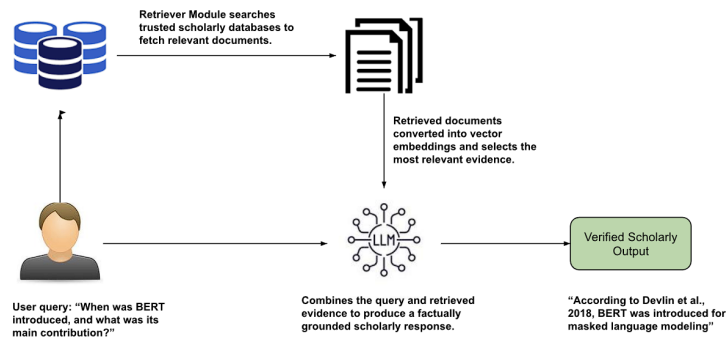 Retriever Module searches
trusted scholarly databases to
fetch relevant documents.
Retrieved documents
converted into vector
embeddings and selects the
most relevant evidence.
LLM
Verified Scholarly
Output
User query: “When was BERT
introduced, and what was its
main contribution?”
Combines the query and retrieved
evidence to produce a factually
grounded scholarly response.
“According to Devlin et al.,
2018, BERT was introduced for
masked language modeling”